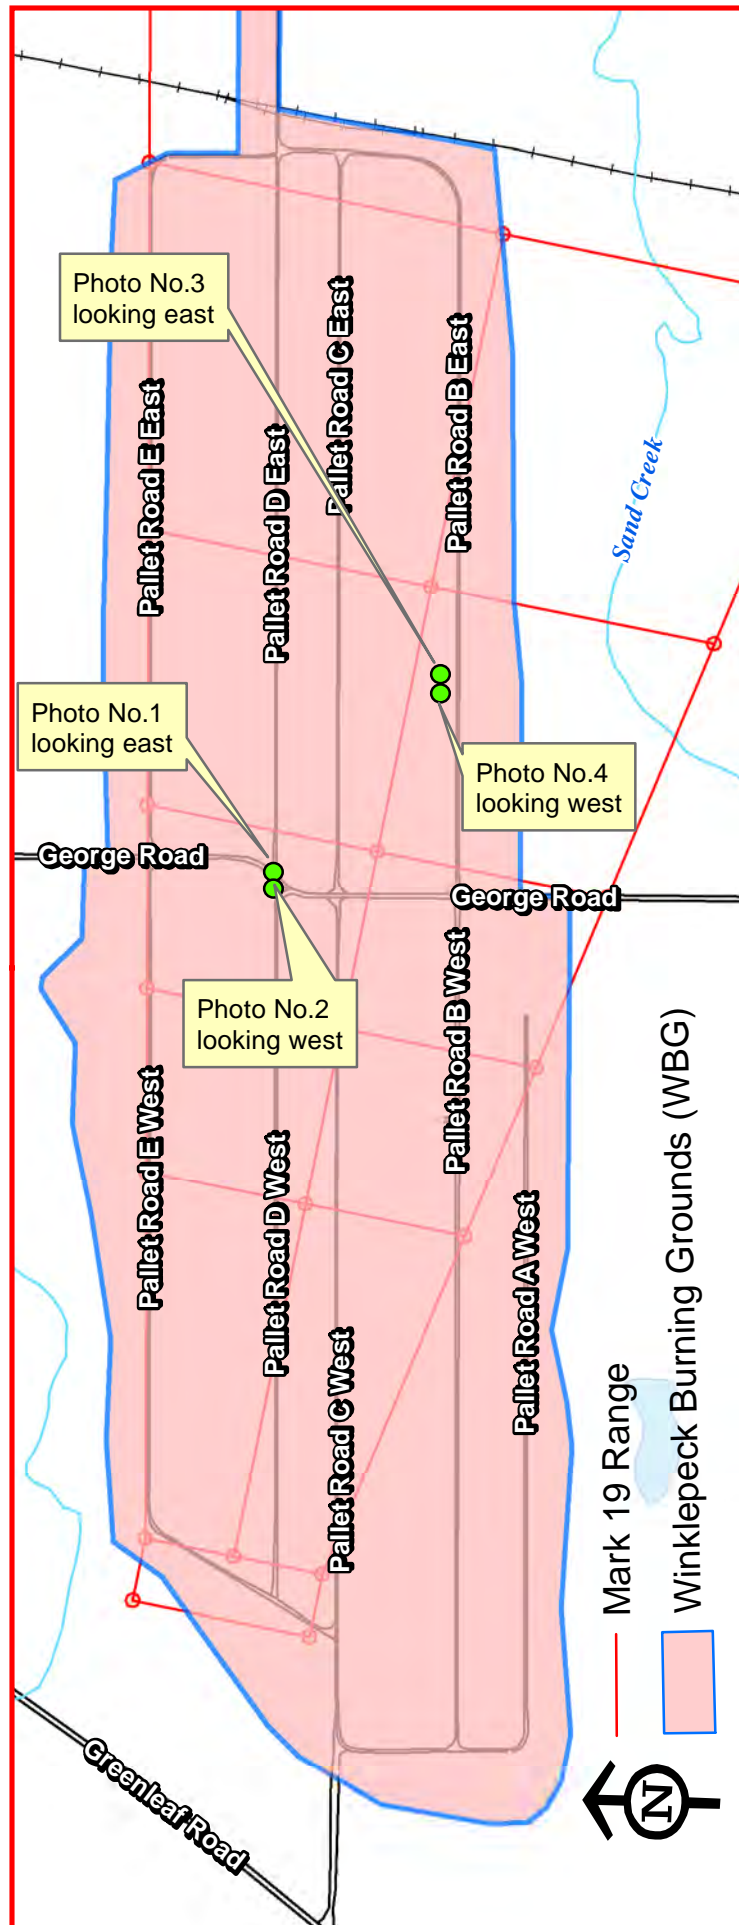 Photo No.3
looking east
Pallet Road E East
Pallet Road D East
Pallet Road C East
Pallet Road B East
Sand Creek
Photo No.1
looking east
Photo No.4
looking west
George Road
George Road
Photo No.2
looking west
Pallet Road E West
Pallet Road D West
Pallet Road C West
Pallet Road B West
Pallet Road A West
Greenleaf Road
Mark 19 Range
Winklepeck Burning Grounds (WBG)
N